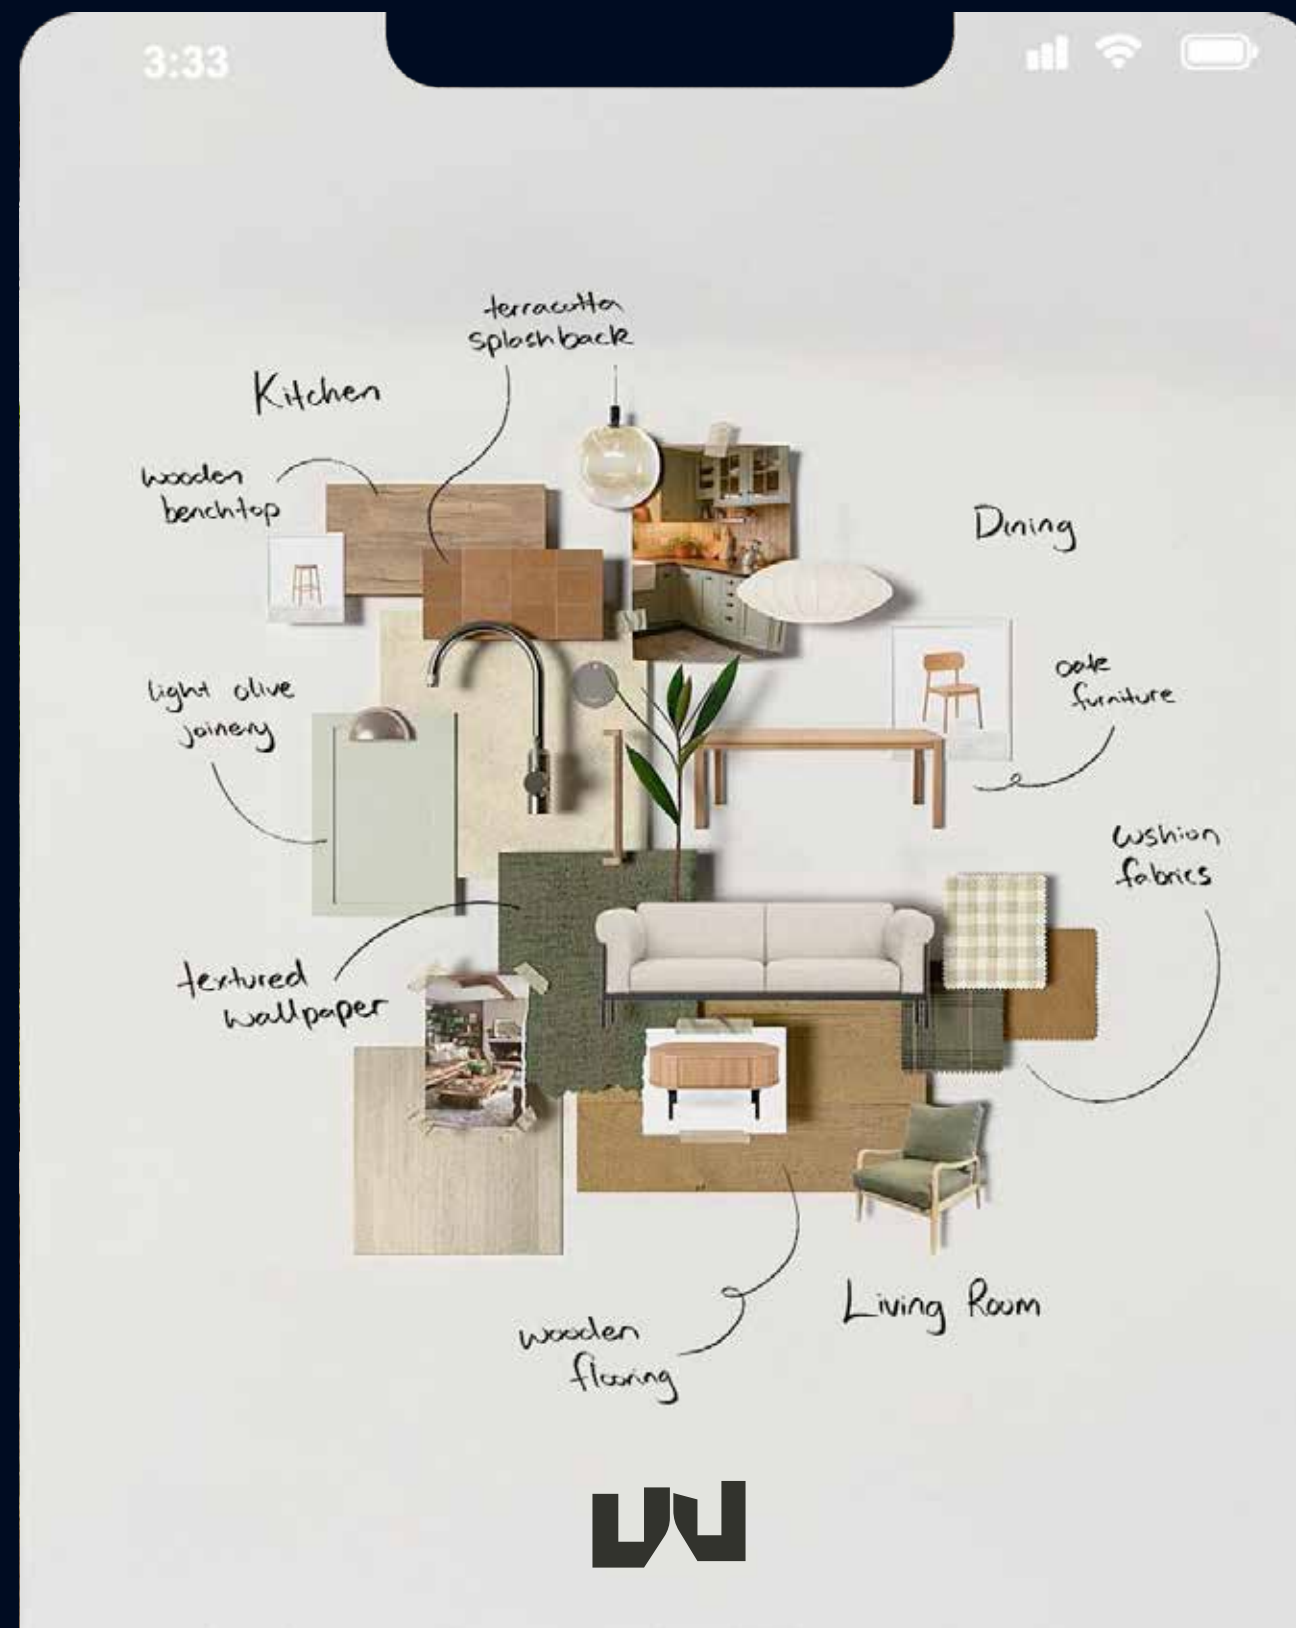 3:33
terracotta
splashback
Kitchen
wooden
benchtop
Dining
light olive
joinery
oak
furniture
cushion
fabrics
textured
wallpaper
Living Room
wooden
flooring